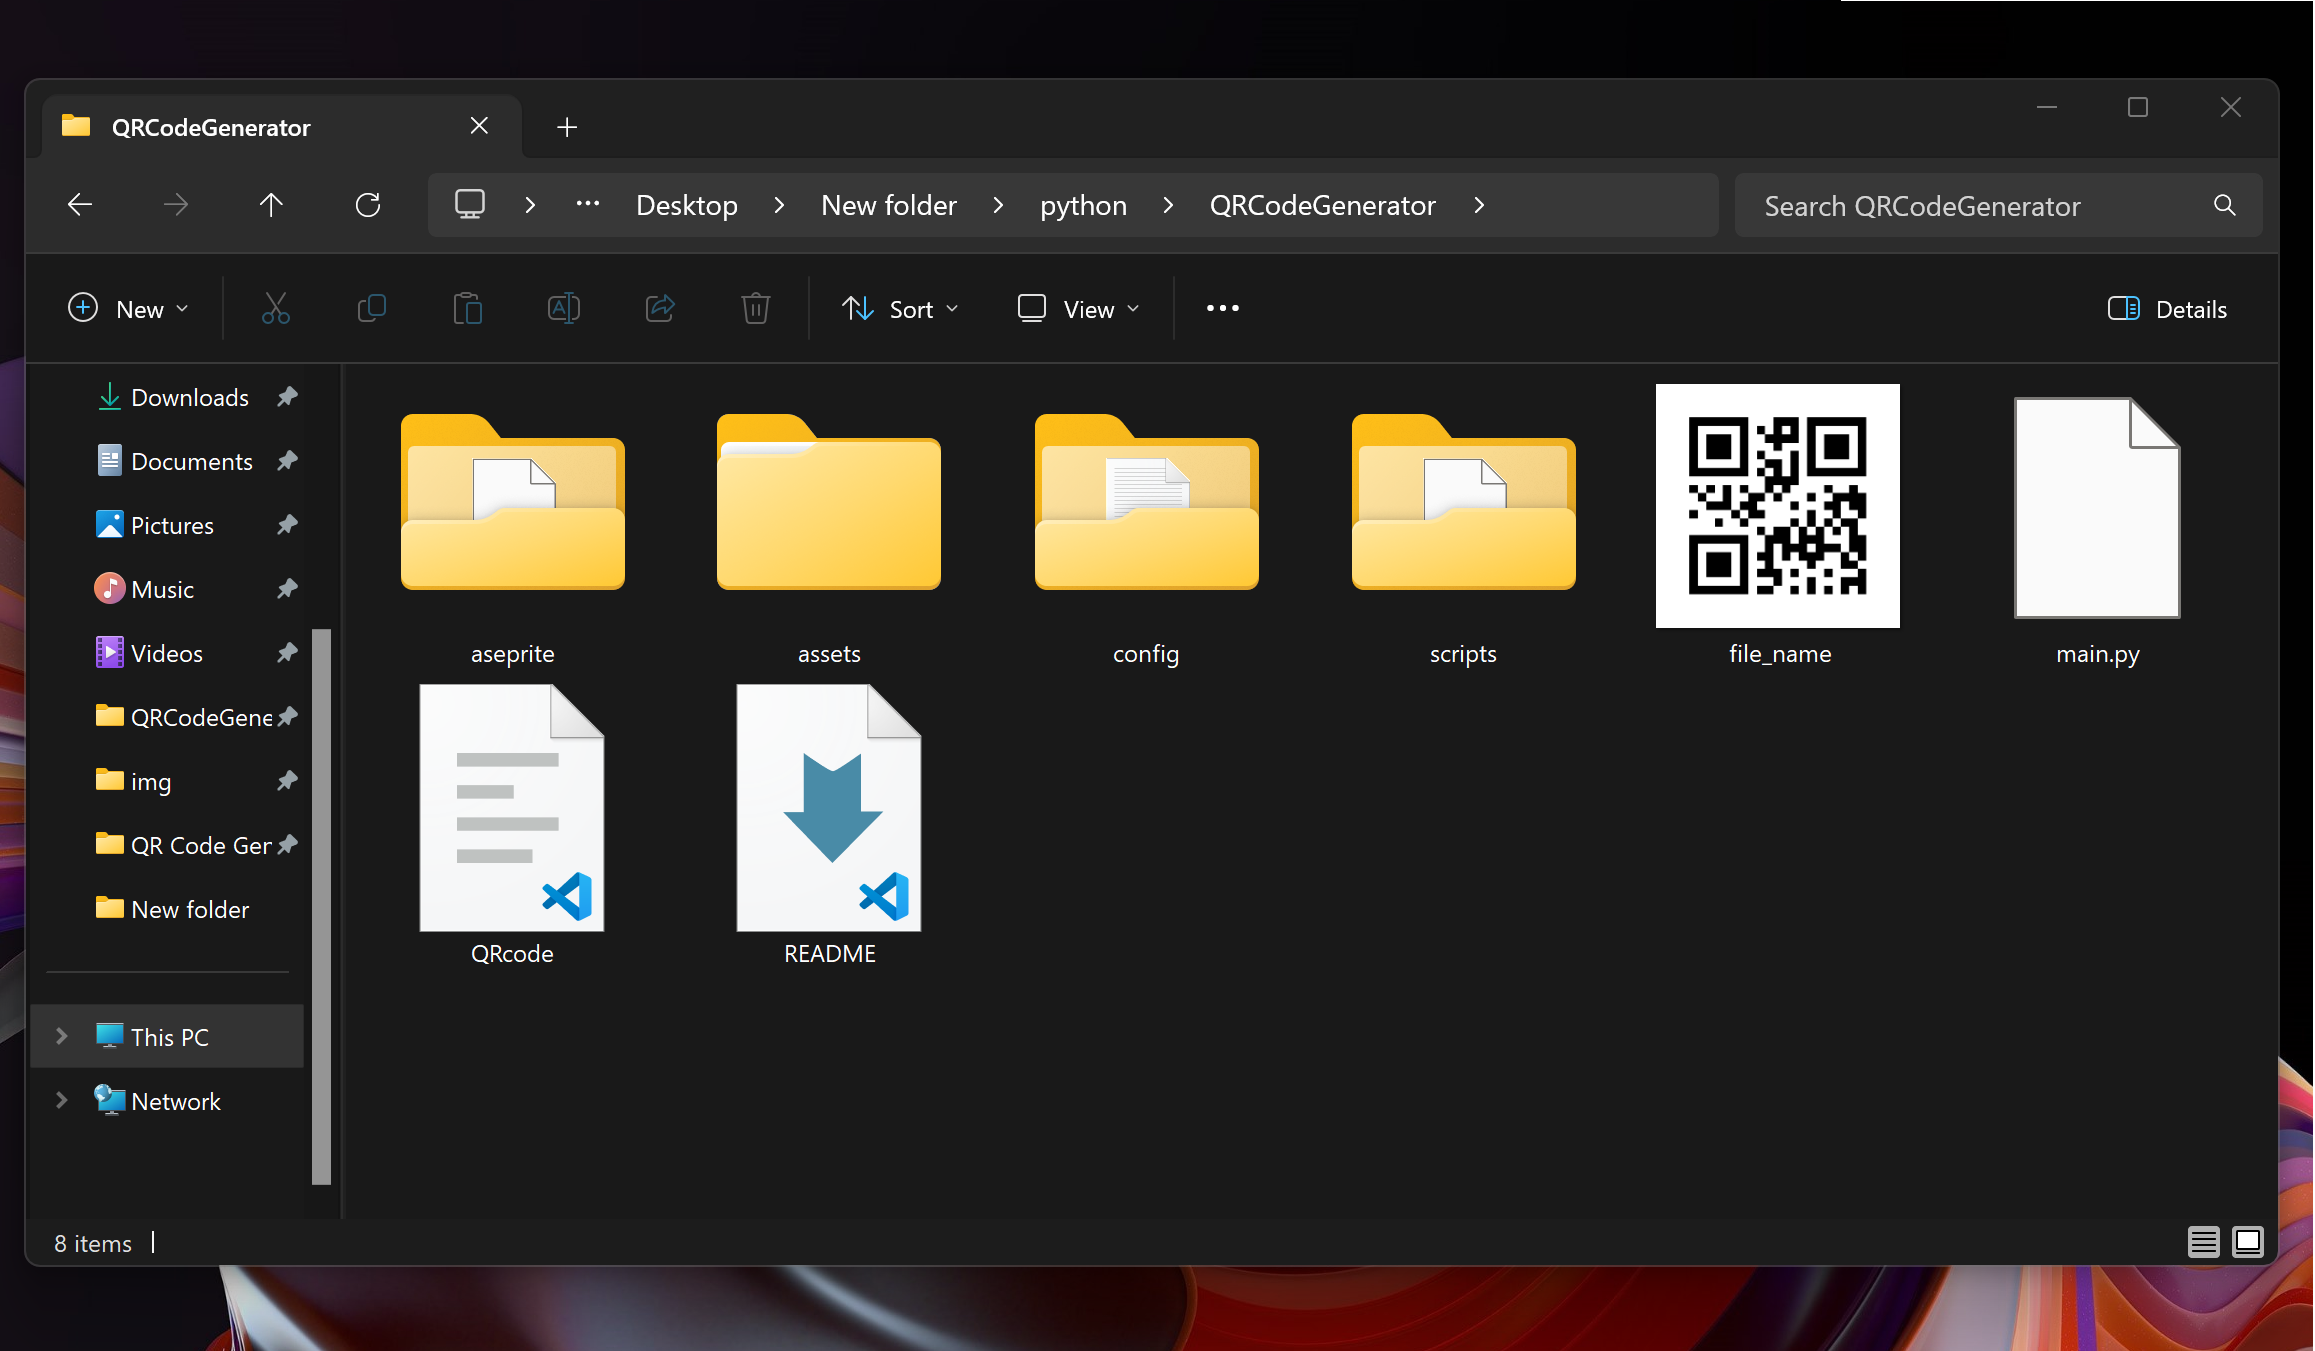 QRCodeGenerator
Desktop New folder python QRCodeGenerator
Search QRCodeGenerator
New
Sort
View
Details
Downloads
Documents
Pictures
Music
Videos
QRCodeGene
img
QR Code Ger
New folder
This PC
Network
aseprite
assets
config
scripts
file_name
main.py
QRcode
README
8 items